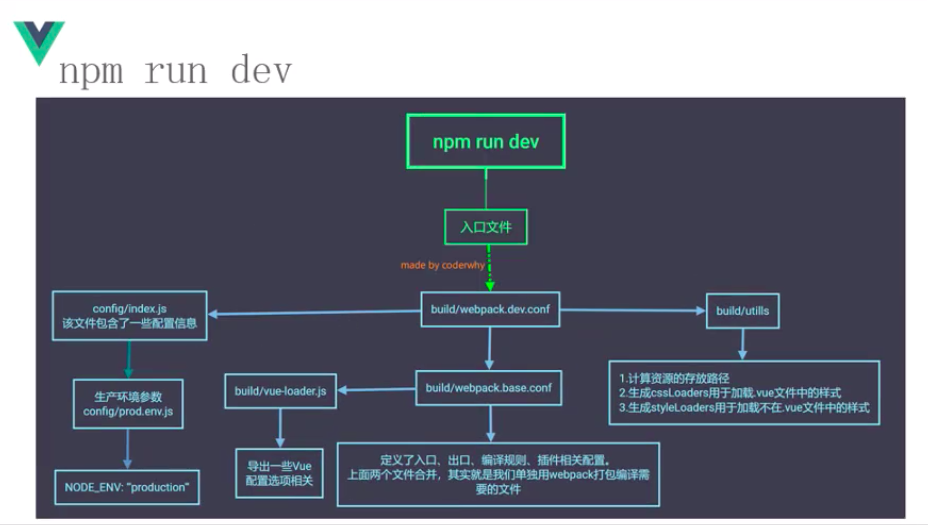 npm run dev
npm run dev
入口文件
made by coderwhy
config/index.js
该文件包含了一些配置信息
build/webpack.dev.conf
build/utills
生产环境参数
config/prod.env.js
build/vue-loader.js
build/webpack.base.conf
1.计算资源的存放路径
2.生成cssLoaders用于加载.vue文件中的样式
3.生成styleLoaders用于加载不在.vue文件中的样式
NODE_ENV: "production"
导出一些Vue
配置选项相关
定义了入口、出口、编译规则、插件相关配置。
上面两个文件合并，其实就是我们单独用webpack打包编译需
要的文件